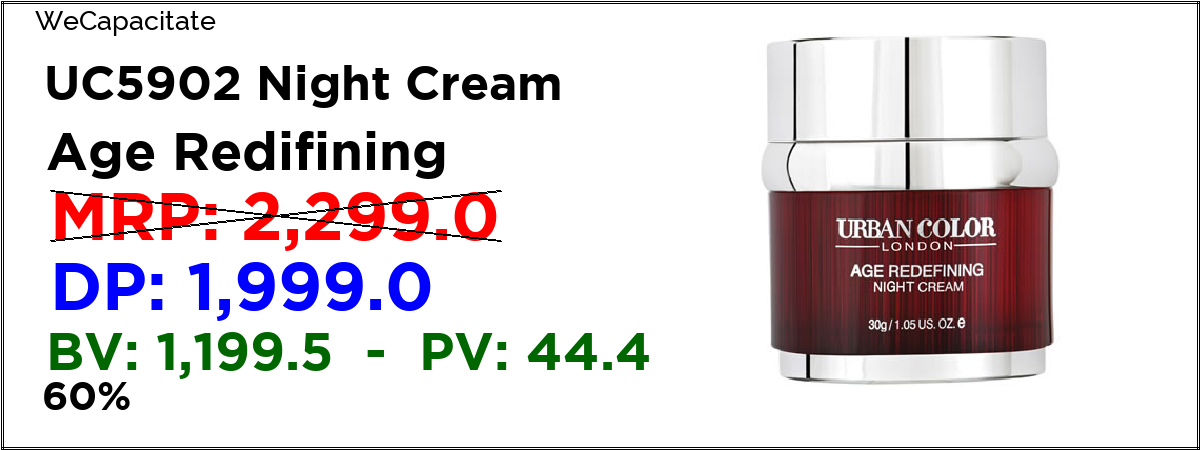 WeCapacitate
UC5902 Night Cream
Age Redifining
MRP: 2,299.0
DP: 1,999.0
BV: 1,199.5 - PV: 44.4
60%
URBAN COLOR
LONDON
AGE REDEFINING
NIGHT CREAM
30g/1.05 US. OZ. e